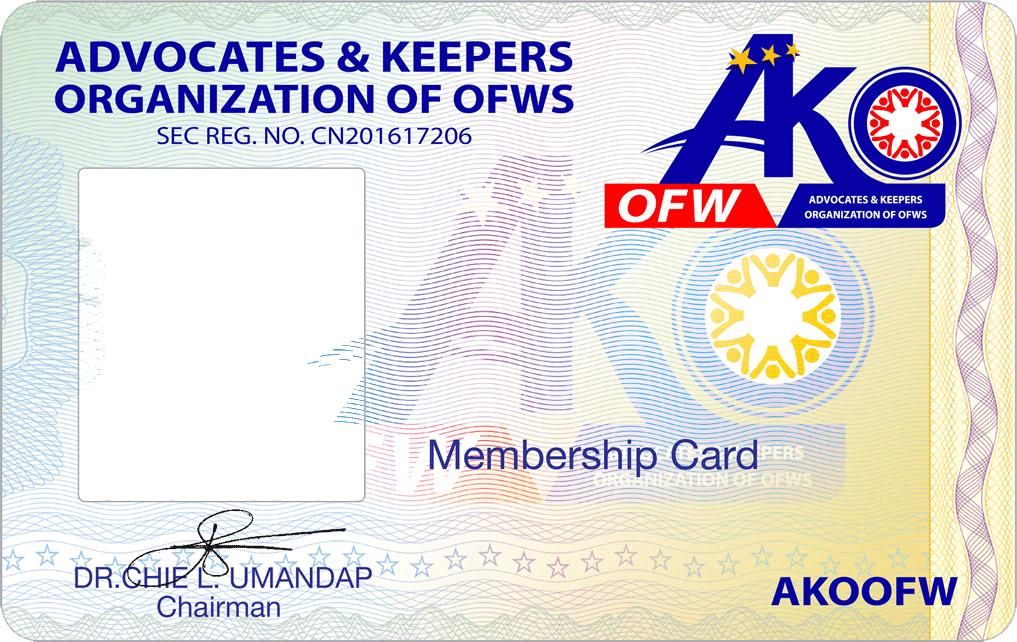 ADVOCATES & KEEPERS
ORGANIZATION OF OFWS
SEC REG. NO. CN201617206
AKO
OFW
ADVOCATES & KEEPERS
ORGANIZATION OF OFWS
Membership Card
KEEPERS
ORGANIZATION OF OFWS
DR.CHIE L. UMANDAP
Chairman
AKOOFW